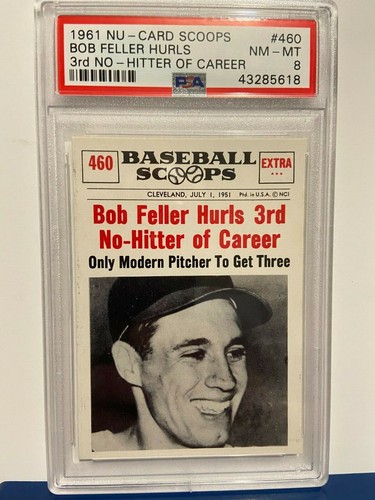 1961 NU-CARD SCOOPS #460
BOB FELLER HURLS NM-MT
3rd NO-HITTER OF CAREER 8
PSA 43285618
460 BASEBALL SCOOPS EXTRA
CLEVELAND, JULY 1, 1951 Ptd. in U.S.A. © NCI
Bob Feller Hurls 3rd
No-Hitter of Career
Only Modern Pitcher To Get Three